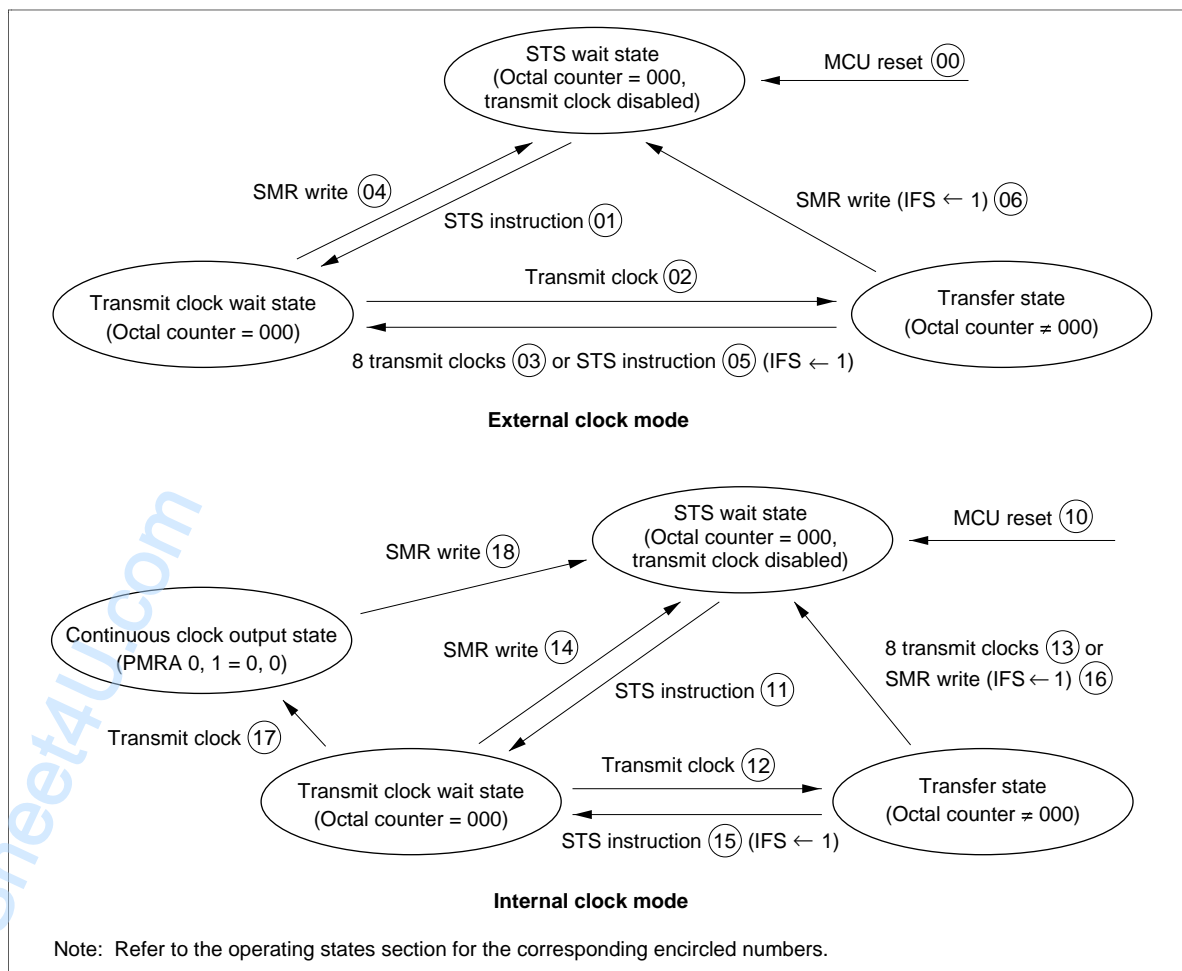 STS wait state
(Octal counter = 000,
transmit clock disabled)
MCU reset 00
SMR write 04
STS instruction 01
SMR write (IFS ← 1) 06
Transmit clock wait state
(Octal counter = 000)
Transmit clock 02
Transfer state
(Octal counter ≠ 000)
8 transmit clocks 03 or STS instruction 05 (IFS ← 1)
External clock mode
STS wait state
(Octal counter = 000,
transmit clock disabled)
MCU reset 10
SMR write 18
Continuous clock output state
(PMRA 0, 1 = 0, 0)
SMR write 14
STS instruction 11
8 transmit clocks 13 or
SMR write (IFS ← 1) 16
Transmit clock 17
Transmit clock wait state
(Octal counter = 000)
Transmit clock 12
STS instruction 15 (IFS ← 1)
Transfer state
(Octal counter ≠ 000)
Internal clock mode
Note: Refer to the operating states section for the corresponding encircled numbers.
heet4U.com